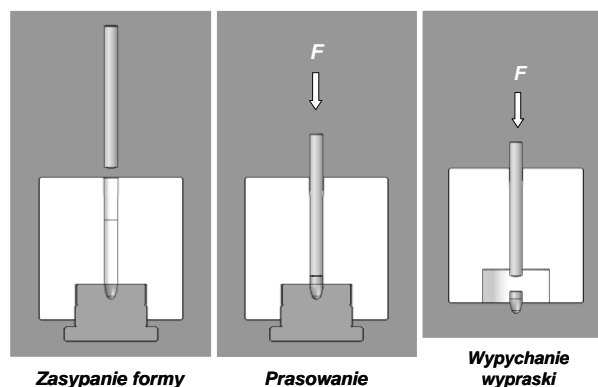 F
F
Zasypanie formy
Prasowanie
Wypychanie
wypraski